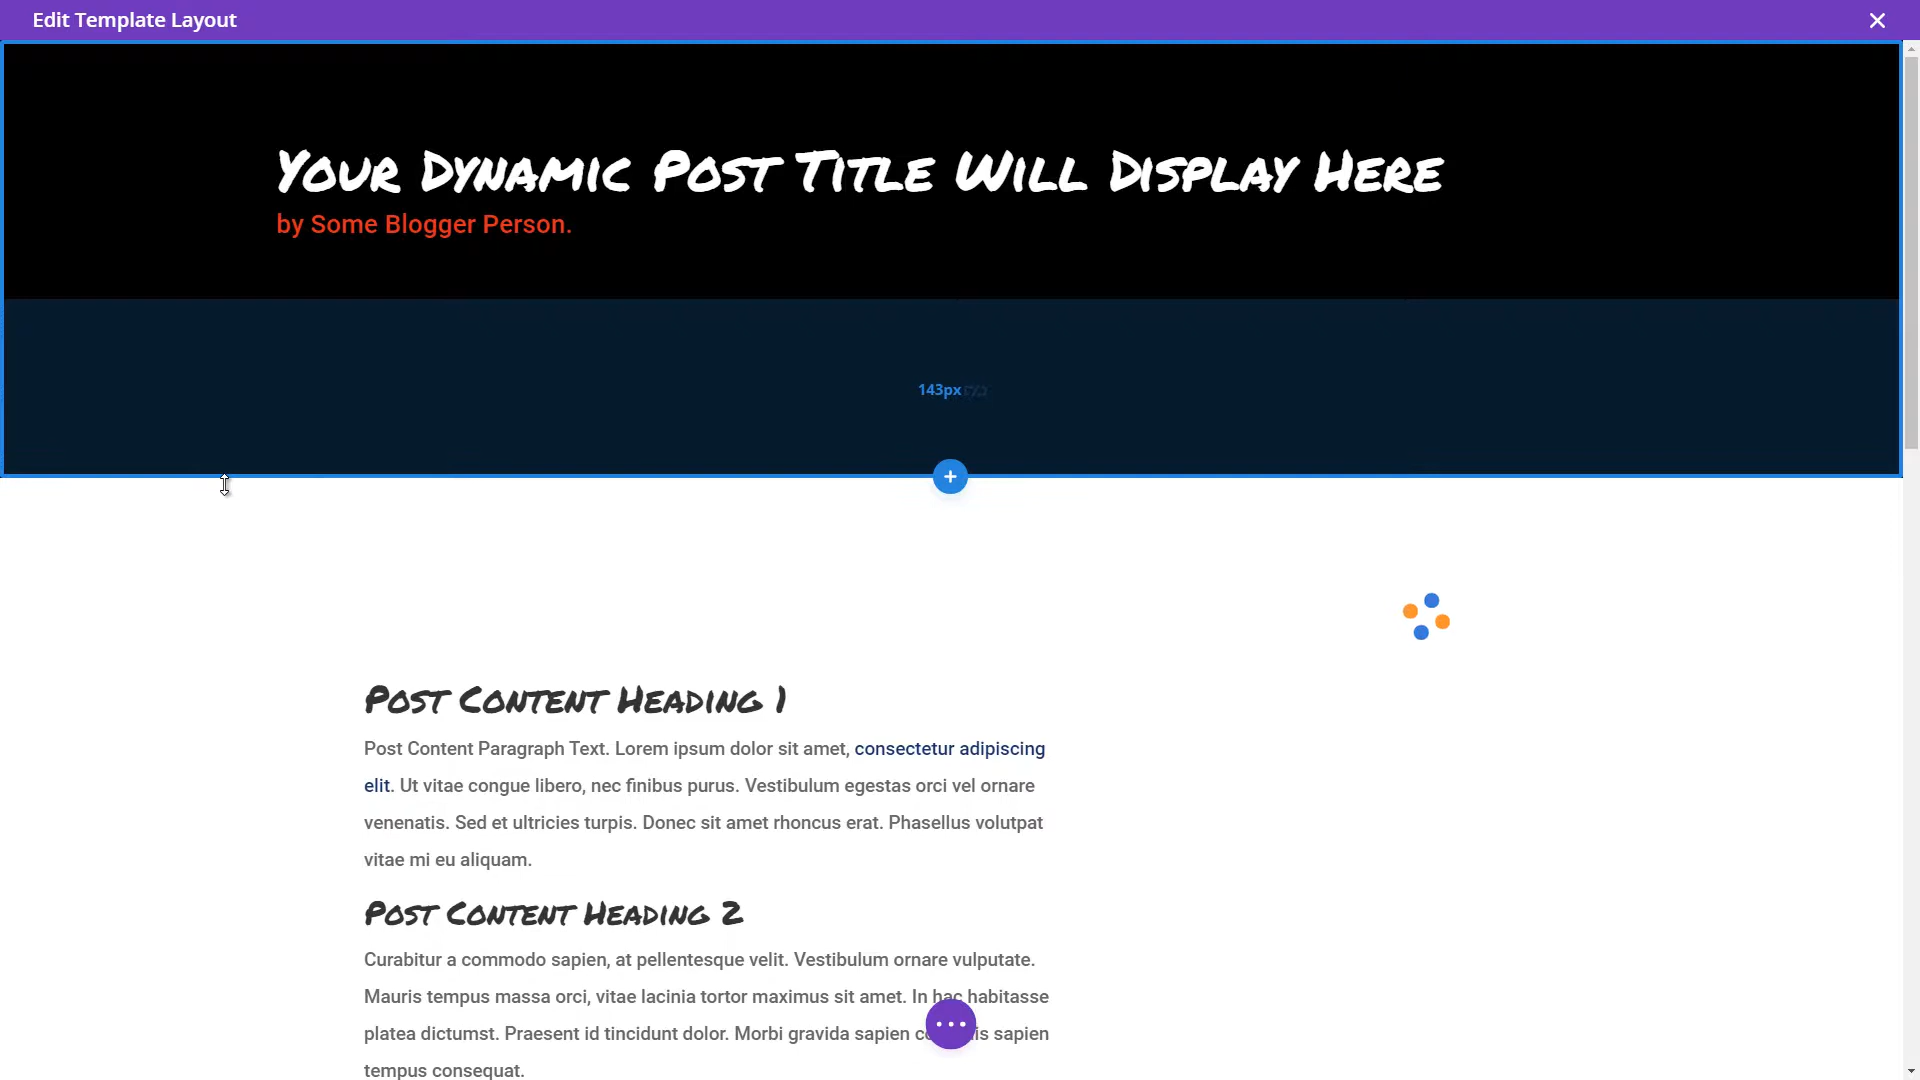 Edit Template Layout
Your Dynamic Post Title Will Display Here
by Some Blogger Person.
143px
Post Content Heading 1
Post Content Paragraph Text. Lorem ipsum dolor sit amet, consectetur adipiscing
elit. Ut vitae congue libero, nec finibus purus. Vestibulum egestas orci vel ornare
venenatis. Sed et ultricies turpis. Donec sit amet rhoncus erat. Phasellus volutpat
vitae mi eu aliquam.
Post Content Heading 2
Curabitur a commodo sapien, at pellentesque velit. Vestibulum ornare vulputate.
Mauris tempus massa orci, vitae lacinia tortor maximus sit amet. In hac habitasse
platea dictumst. Praesent id tincidunt dolor. Morbi gravida sapien sapien
tempus consequat.